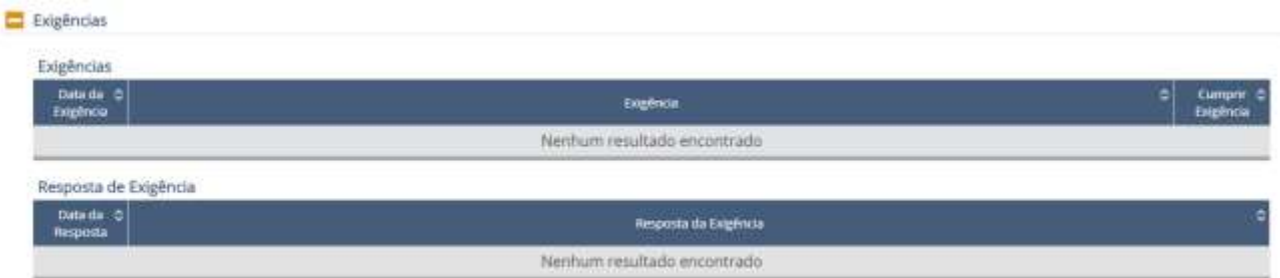 Exigências
Exigências
Data da
Exigência
Exigência
Cumprir
Exigência
Nenhum resultado encontrado
Resposta de Exigência
Data da
Resposta
Resposta da Exigência
Nenhum resultado encontrado